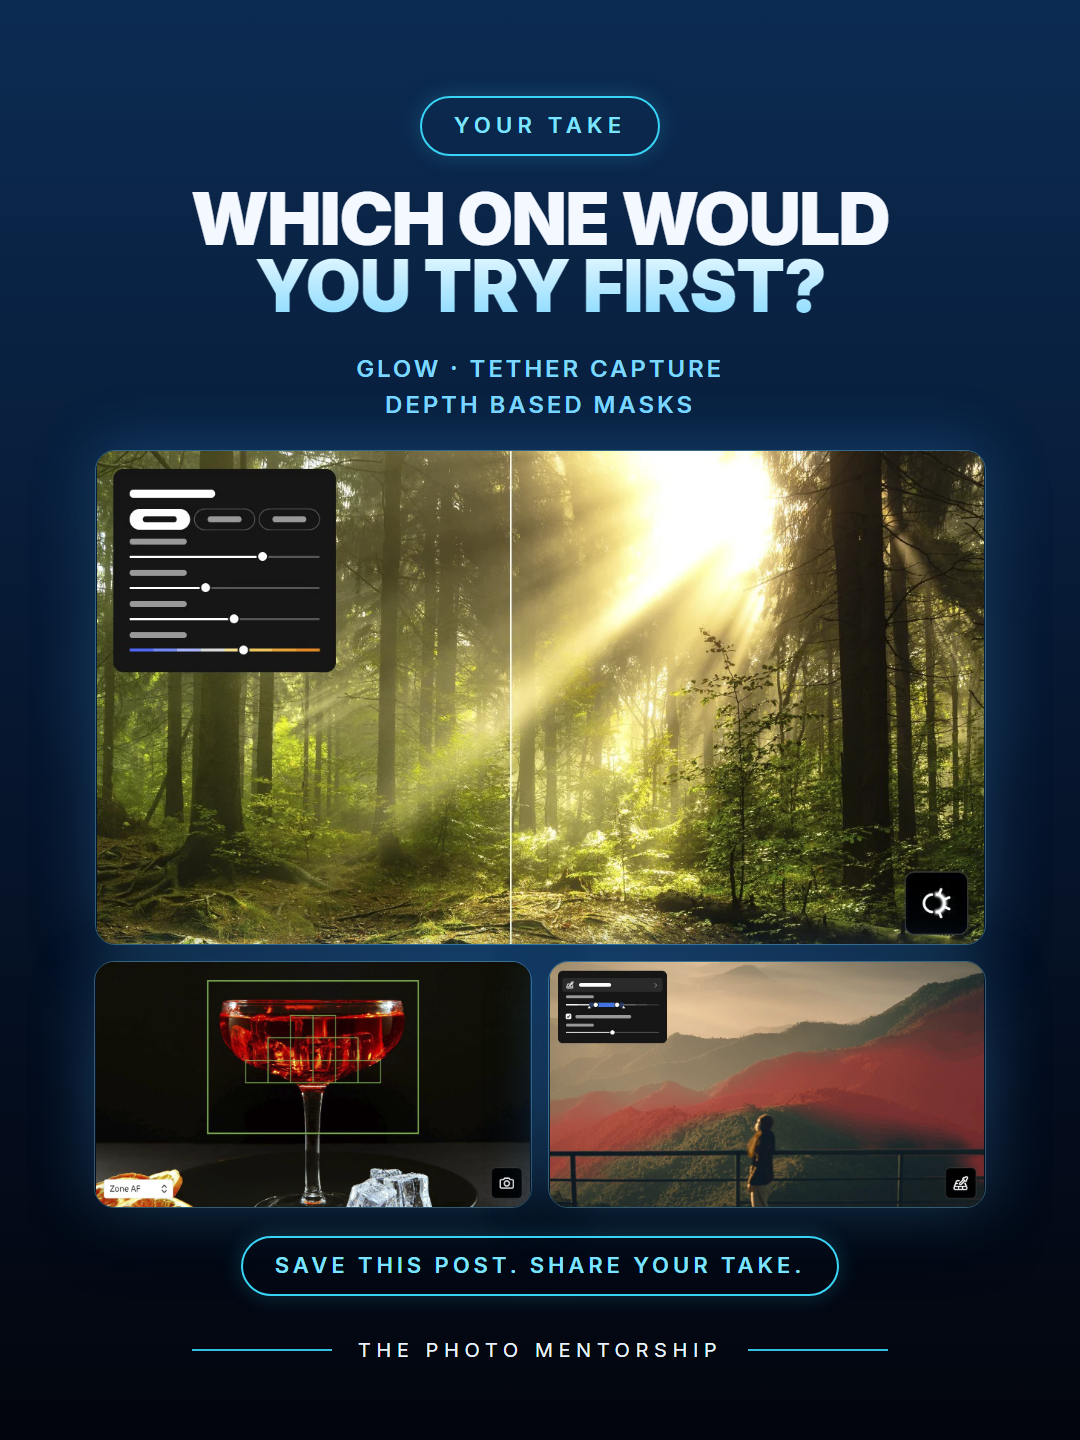 YOUR TAKE
WHICH ONE WOULD
YOU TRY FIRST?
GLOW · TETHER CAPTURE
DEPTH BASED MASKS
Zone AF
SAVE THIS POST. SHARE YOUR TAKE.
THE PHOTO MENTORSHIP